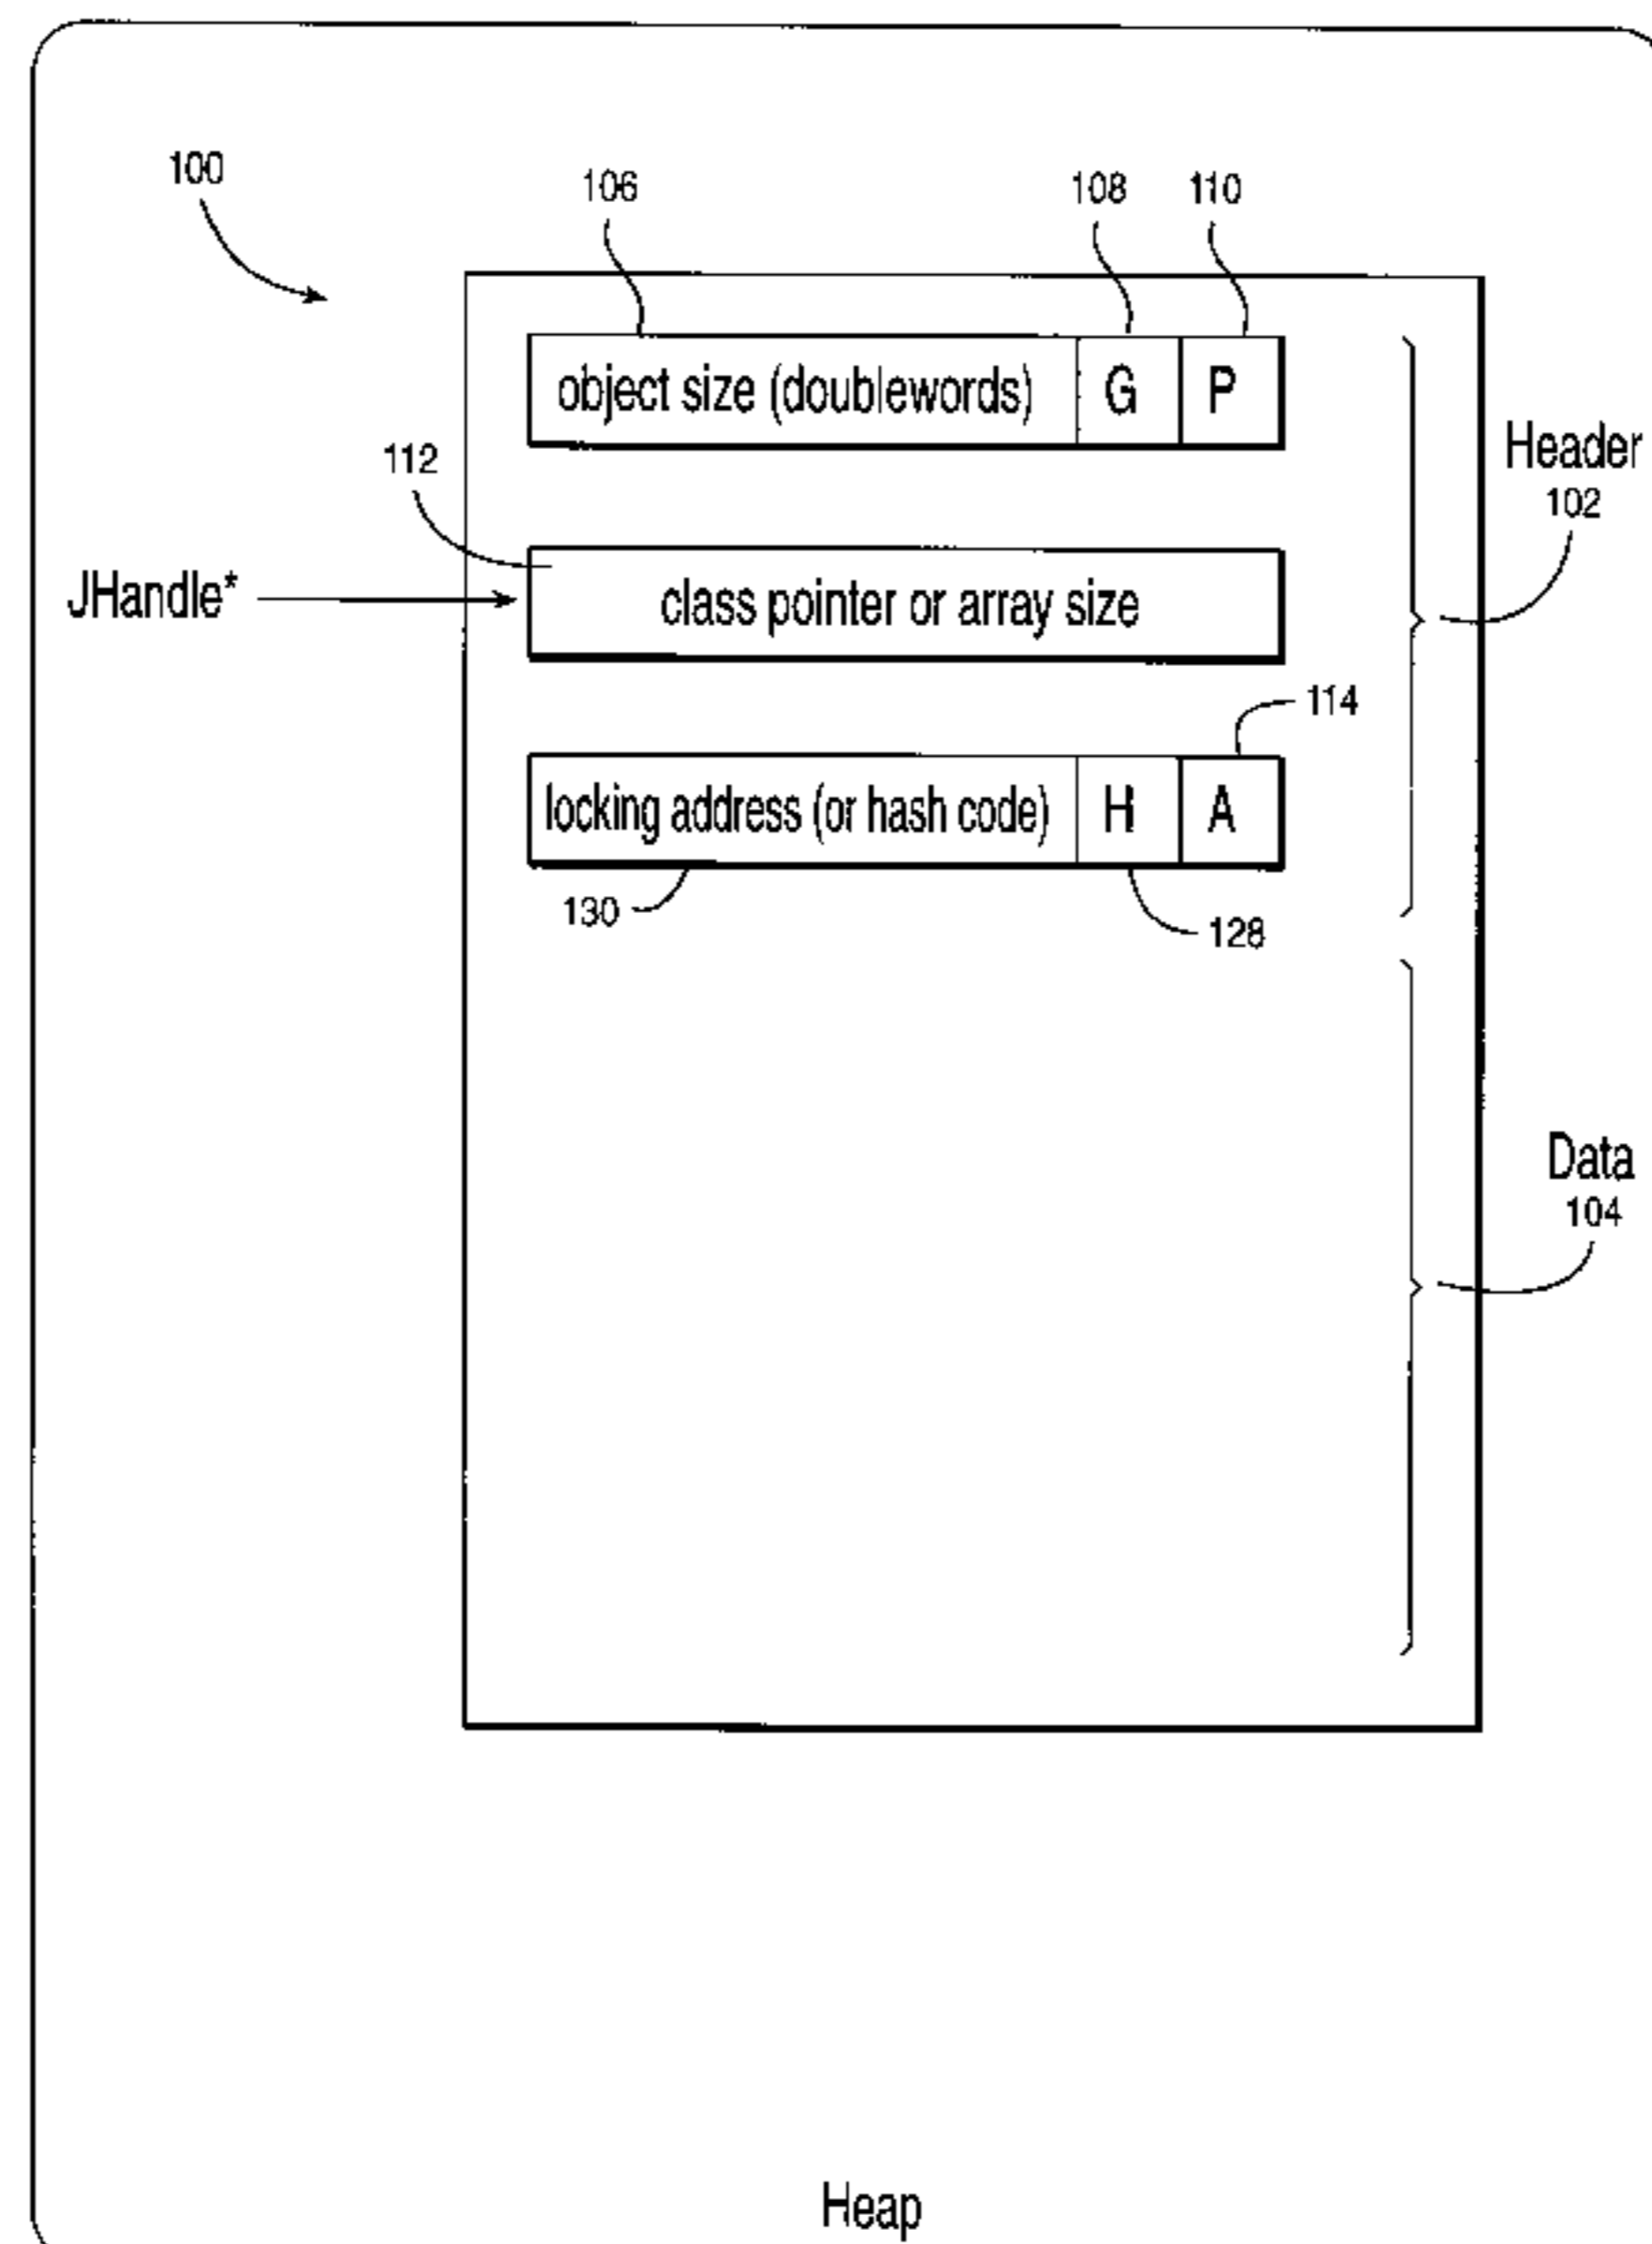 100
106
108
110
object size (doublewords)
G
P
Header
102
112
JHandle*
class pointer or array size
114
locking address (or hash code)
H
A
130
128
Data
104
Heap